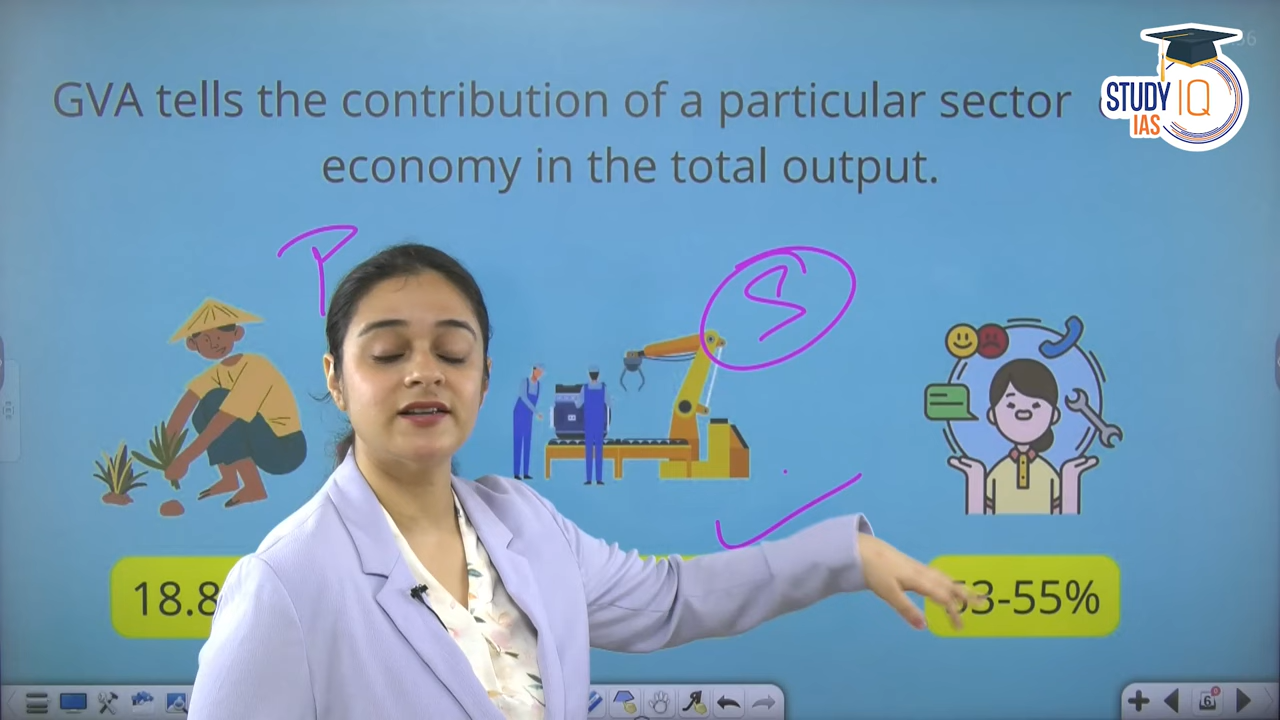 GVA tells the contribution of a particular sector
economy in the total output.
STUDY IQ
IAS
P
S
18.8
53-55%
6